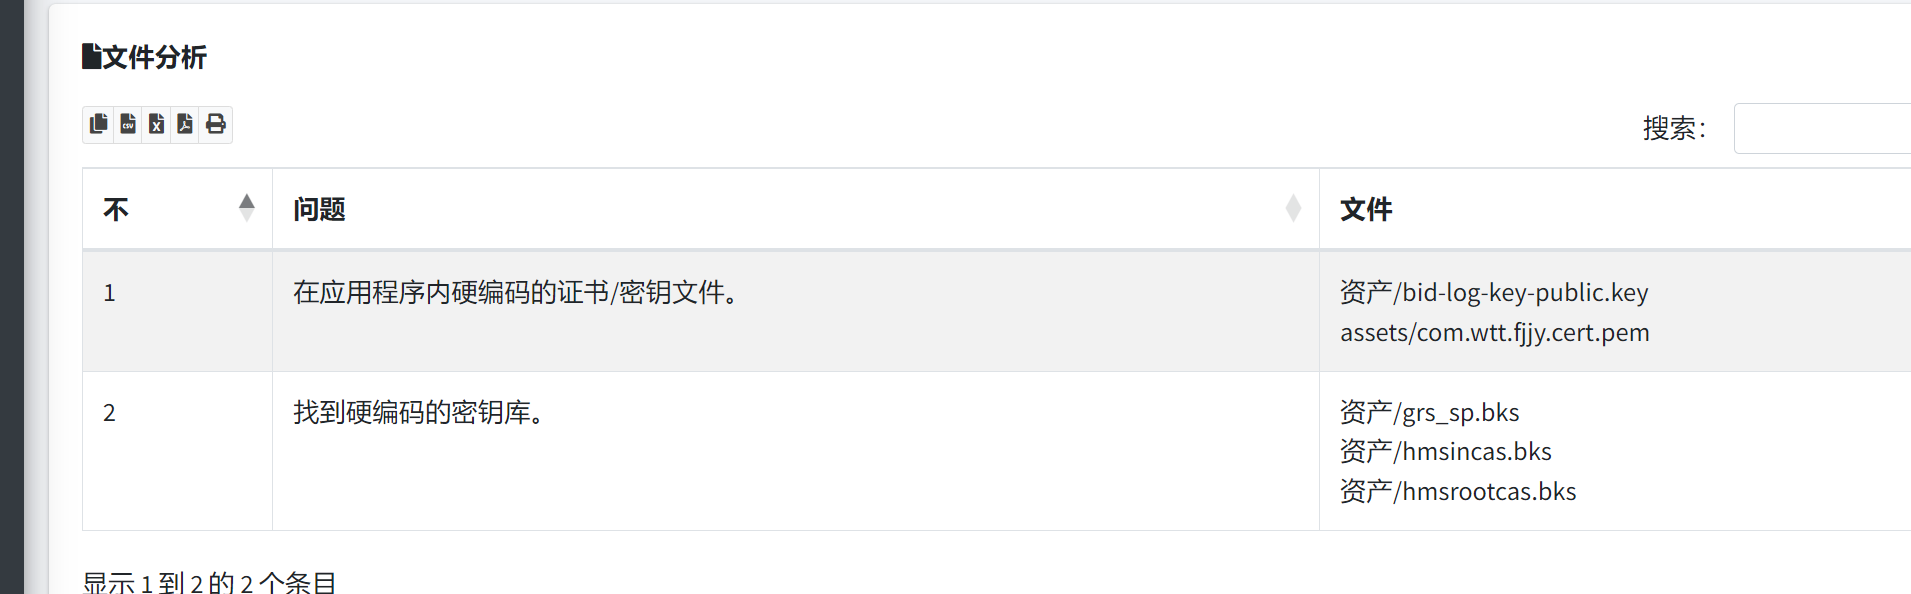 文件分析
搜索：
不 问题 文件
1 在应用程序内硬编码的证书/密钥文件。 资产/bid-log-key-public.key
assets/com.wtt.fjjy.cert.pem
2 找到硬编码的密钥库。 资产/grs_sp.bks
资产/hmsincas.bks
资产/hmsrootcas.bks
显示 1 到 2 的 2 个条目